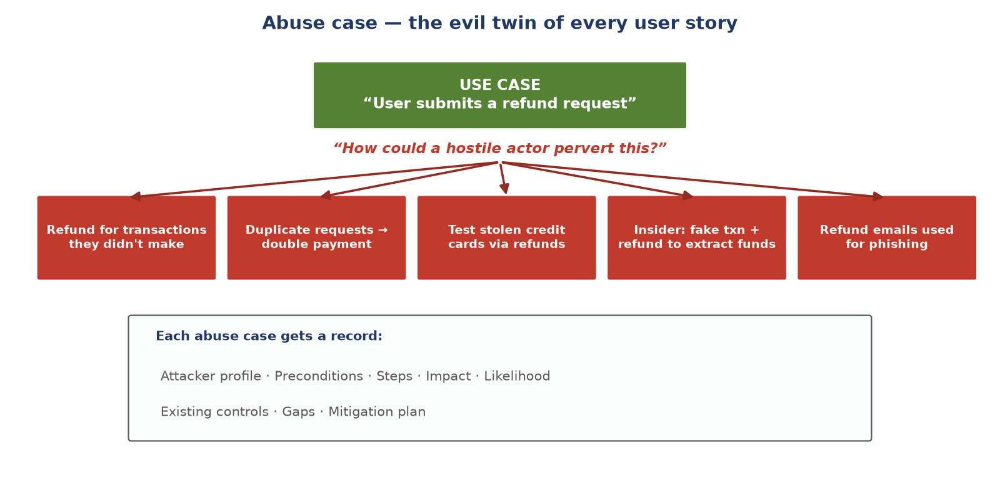 Abuse case — the evil twin of every user story
USE CASE
“User submits a refund request”
“How could a hostile actor pervert this?”
Refund for transactions
they didn't make
Duplicate requests →
double payment
Test stolen credit
cards via refunds
Insider: fake txn +
refund to extract funds
Refund emails used
for phishing
Each abuse case gets a record:
Attacker profile · Preconditions · Steps · Impact · Likelihood
Existing controls · Gaps · Mitigation plan